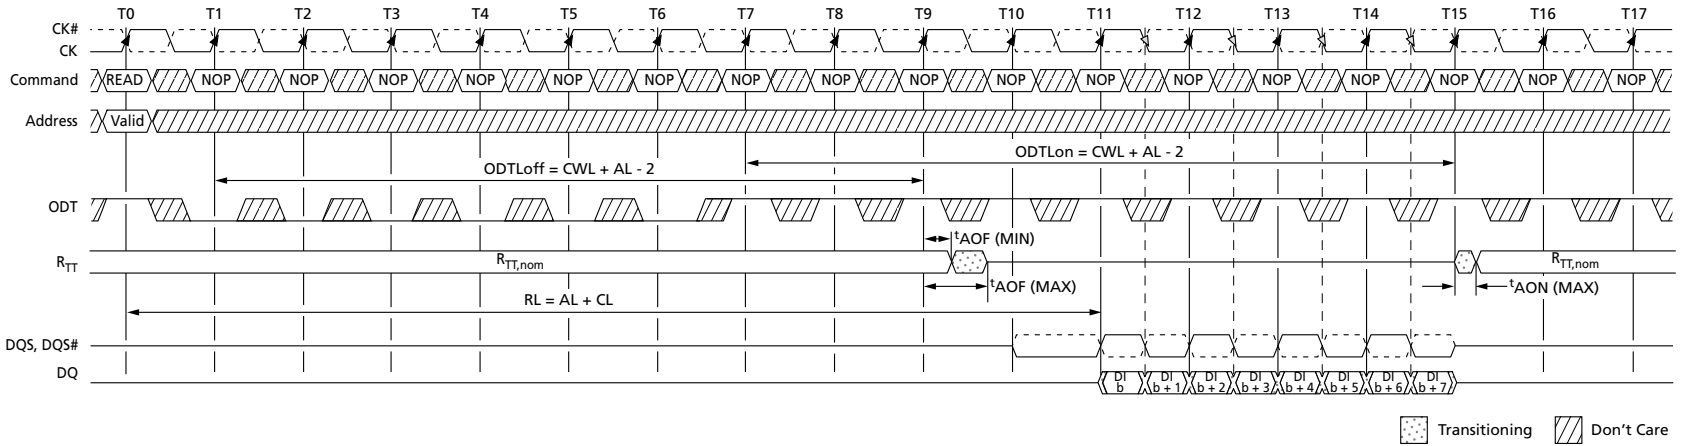 T0 T1 T2 T3 T4 T5 T6 T7 T8 T9 T10 T11 T12 T13 T14 T15 T16 T17
CK#
CK
Command READ NOP NOP NOP NOP NOP NOP NOP NOP NOP NOP NOP NOP NOP NOP NOP NOP NOP
Address Valid
ODTLon = CWL + AL - 2
ODTLoff = CWL + AL - 2
ODT
tAOF (MIN)
RTT RTT,nom RTT,nom
tAOF (MAX) tAON (MAX)
RL = AL + CL
DQS, DQS#
DQ
DI b DI b + 1 DI b + 2 DI b + 3 DI b + 4 DI b + 5 DI b + 6 DI b + 7
Transitioning Don't Care